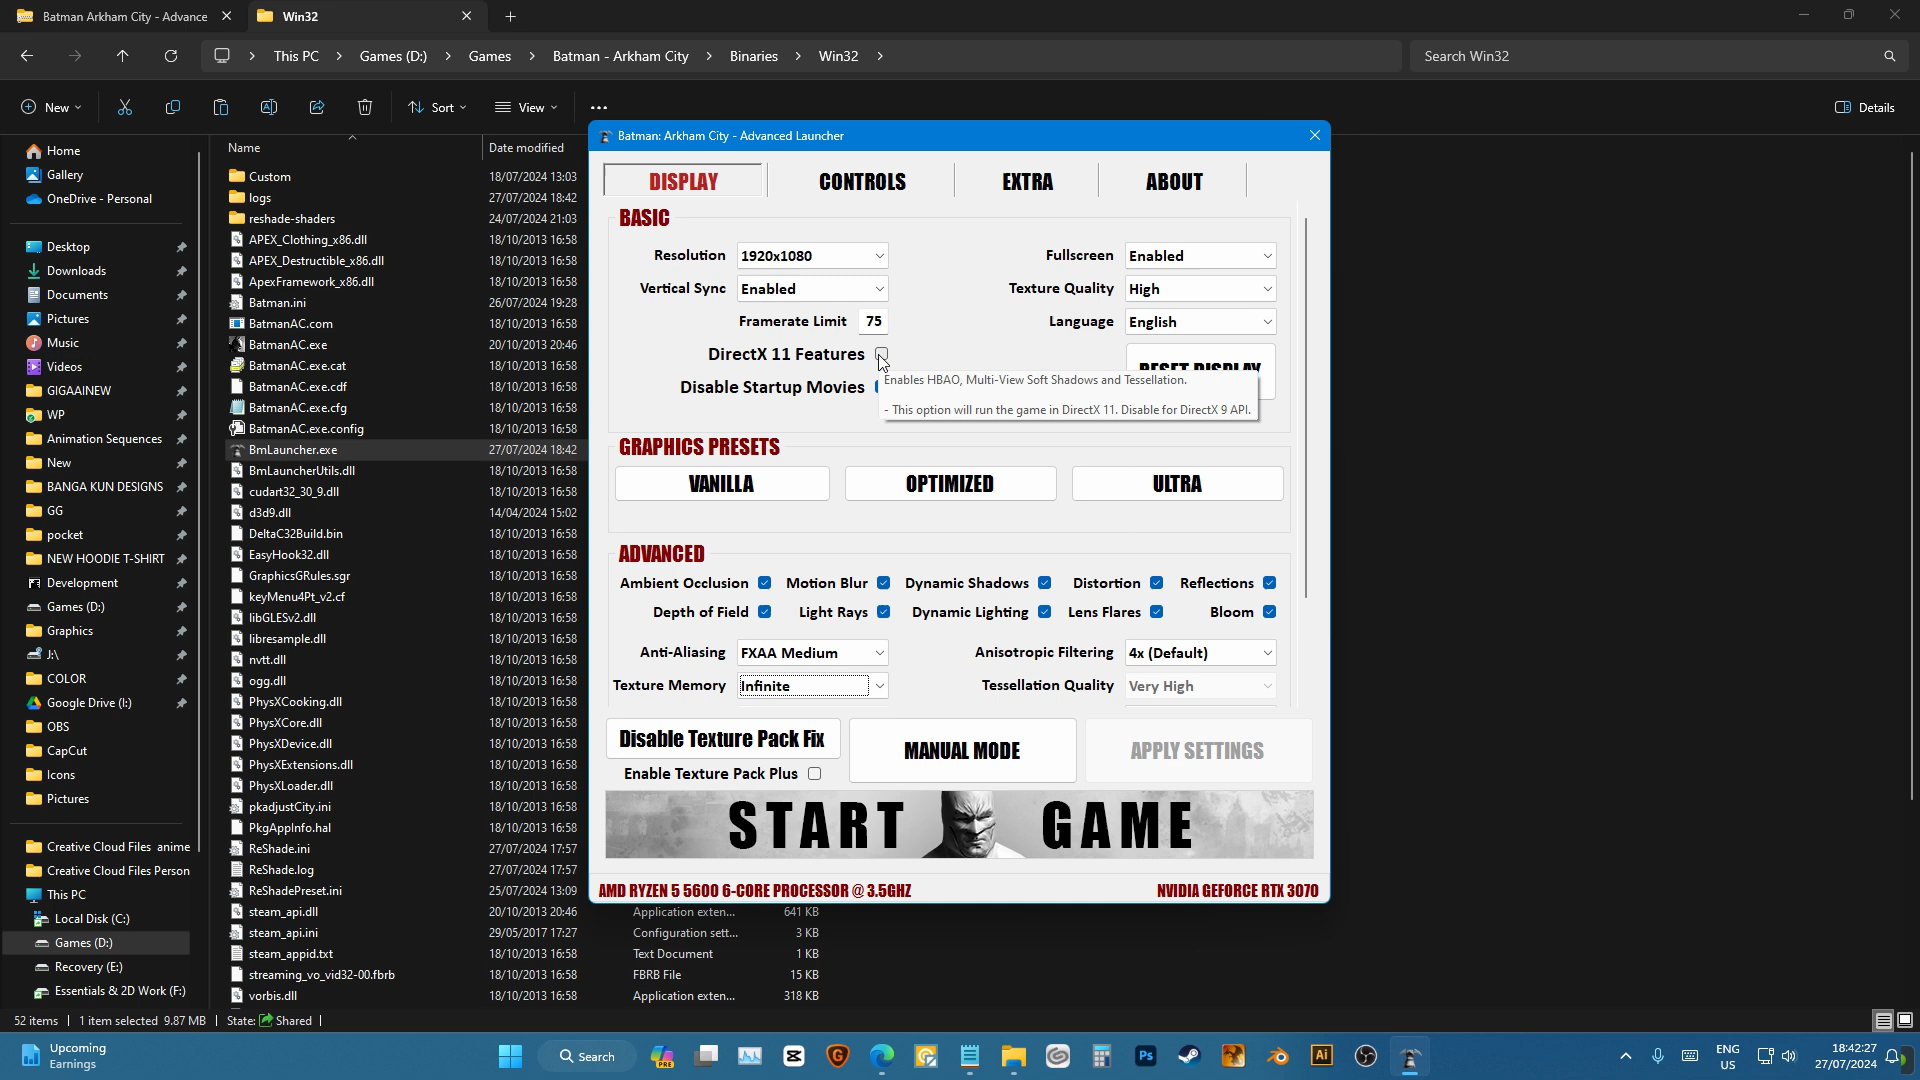 Batman Arkham City - Advance
Win32
This PC > Games (D:) > Games > Batman - Arkham City > Binaries > Win32 >
Search Win32
New
Sort
View
Details
Home
Gallery
OneDrive - Personal
Desktop
Downloads
Documents
Pictures
Music
Videos
GIGAAINEW
WP
Animation Sequences
New
BANGA KUN DESIGNS
GG
pocket
NEW HOODIE T-SHIRT
Development
Games (D:)
Graphics
J:\
COLOR
Google Drive (I:)
OBS
CapCut
Icons
Pictures
Creative Cloud Files anime
Creative Cloud Files Person
This PC
Local Disk (C:)
Games (D:)
Recovery (E:)
Essentials & 2D Work (F:)
Name Date modified
Custom 18/07/2024 13:03
logs 27/07/2024 18:42
reshade-shaders 24/07/2024 21:03
APEX_Clothing_x86.dll 18/10/2013 16:58
APEX_Destructible_x86.dll 18/10/2013 16:58
ApexFramework_x86.dll 18/10/2013 16:58
Batman.ini 26/07/2024 19:28
BatmanAC.com 18/10/2013 16:58
BatmanAC.exe 20/10/2013 20:46
BatmanAC.exe.cat 18/10/2013 16:58
BatmanAC.exe.cdf 18/10/2013 16:58
BatmanAC.exe.cfg 18/10/2013 16:58
BatmanAC.exe.config 18/10/2013 16:58
BmLauncher.exe 27/07/2024 18:42
BmLauncherUtils.dll 18/10/2013 16:58
cudart32_30_9.dll 18/10/2013 16:58
d3d9.dll 14/04/2024 15:02
DeltaC32Build.bin 18/10/2013 16:58
EasyHook32.dll 18/10/2013 16:58
GraphicsGRules.sgr 18/10/2013 16:58
keyMenu4Pt_v2.cf 18/10/2013 16:58
libGLESv2.dll 18/10/2013 16:58
libresample.dll 18/10/2013 16:58
nvtt.dll 18/10/2013 16:58
ogg.dll 18/10/2013 16:58
PhysXCooking.dll 18/10/2013 16:58
PhysXCore.dll 18/10/2013 16:58
PhysXDevice.dll 18/10/2013 16:58
PhysXExtensions.dll 18/10/2013 16:58
PhysXLoader.dll 18/10/2013 16:58
pkadjustCity.ini 18/10/2013 16:58
PkgAppInfo.hal 18/10/2013 16:58
ReShade.ini 27/07/2024 17:57
ReShade.log 27/07/2024 17:57
ReShadePreset.ini 25/07/2024 13:09
steam_api.dll 20/10/2013 20:46 Application exten... 641 KB
steam_api.ini 29/05/2017 17:27 Configuration sett... 3 KB
steam_appid.txt 18/10/2013 16:58 Text Document 1 KB
streaming_vo_vid32-00.fbrb 18/10/2013 16:58 FBRB File 15 KB
vorbis.dll 18/10/2013 16:58 Application exten... 318 KB
Batman: Arkham City - Advanced Launcher
DISPLAY CONTROLS EXTRA ABOUT
BASIC
Resolution 1920x1080 Fullscreen Enabled
Vertical Sync Enabled Texture Quality High
Framerate Limit 75 Language English
DirectX 11 Features
RESET DISPLAY
Enables HBAO, Multi-View Soft Shadows and Tessellation.
Disable Startup Movies
- This option will run the game in DirectX 11. Disable for DirectX 9 API.
GRAPHICS PRESETS
VANILLA OPTIMIZED ULTRA
ADVANCED
Ambient Occlusion Motion Blur Dynamic Shadows Distortion Reflections
Depth of Field Light Rays Dynamic Lighting Lens Flares Bloom
Anti-Aliasing FXAA Medium Anisotropic Filtering 4x (Default)
Texture Memory Infinite Tessellation Quality Very High
Disable Texture Pack Fix MANUAL MODE APPLY SETTINGS
Enable Texture Pack Plus
START GAME
AMD RYZEN 5 5600 6-CORE PROCESSOR @ 3.5GHZ NVIDIA GEFORCE RTX 3070
52 items 1 item selected 9.87 MB State: Shared
Upcoming
Earnings
Search
PRE
Ps
Ai
ENG
US
18:42:27
27/07/2024